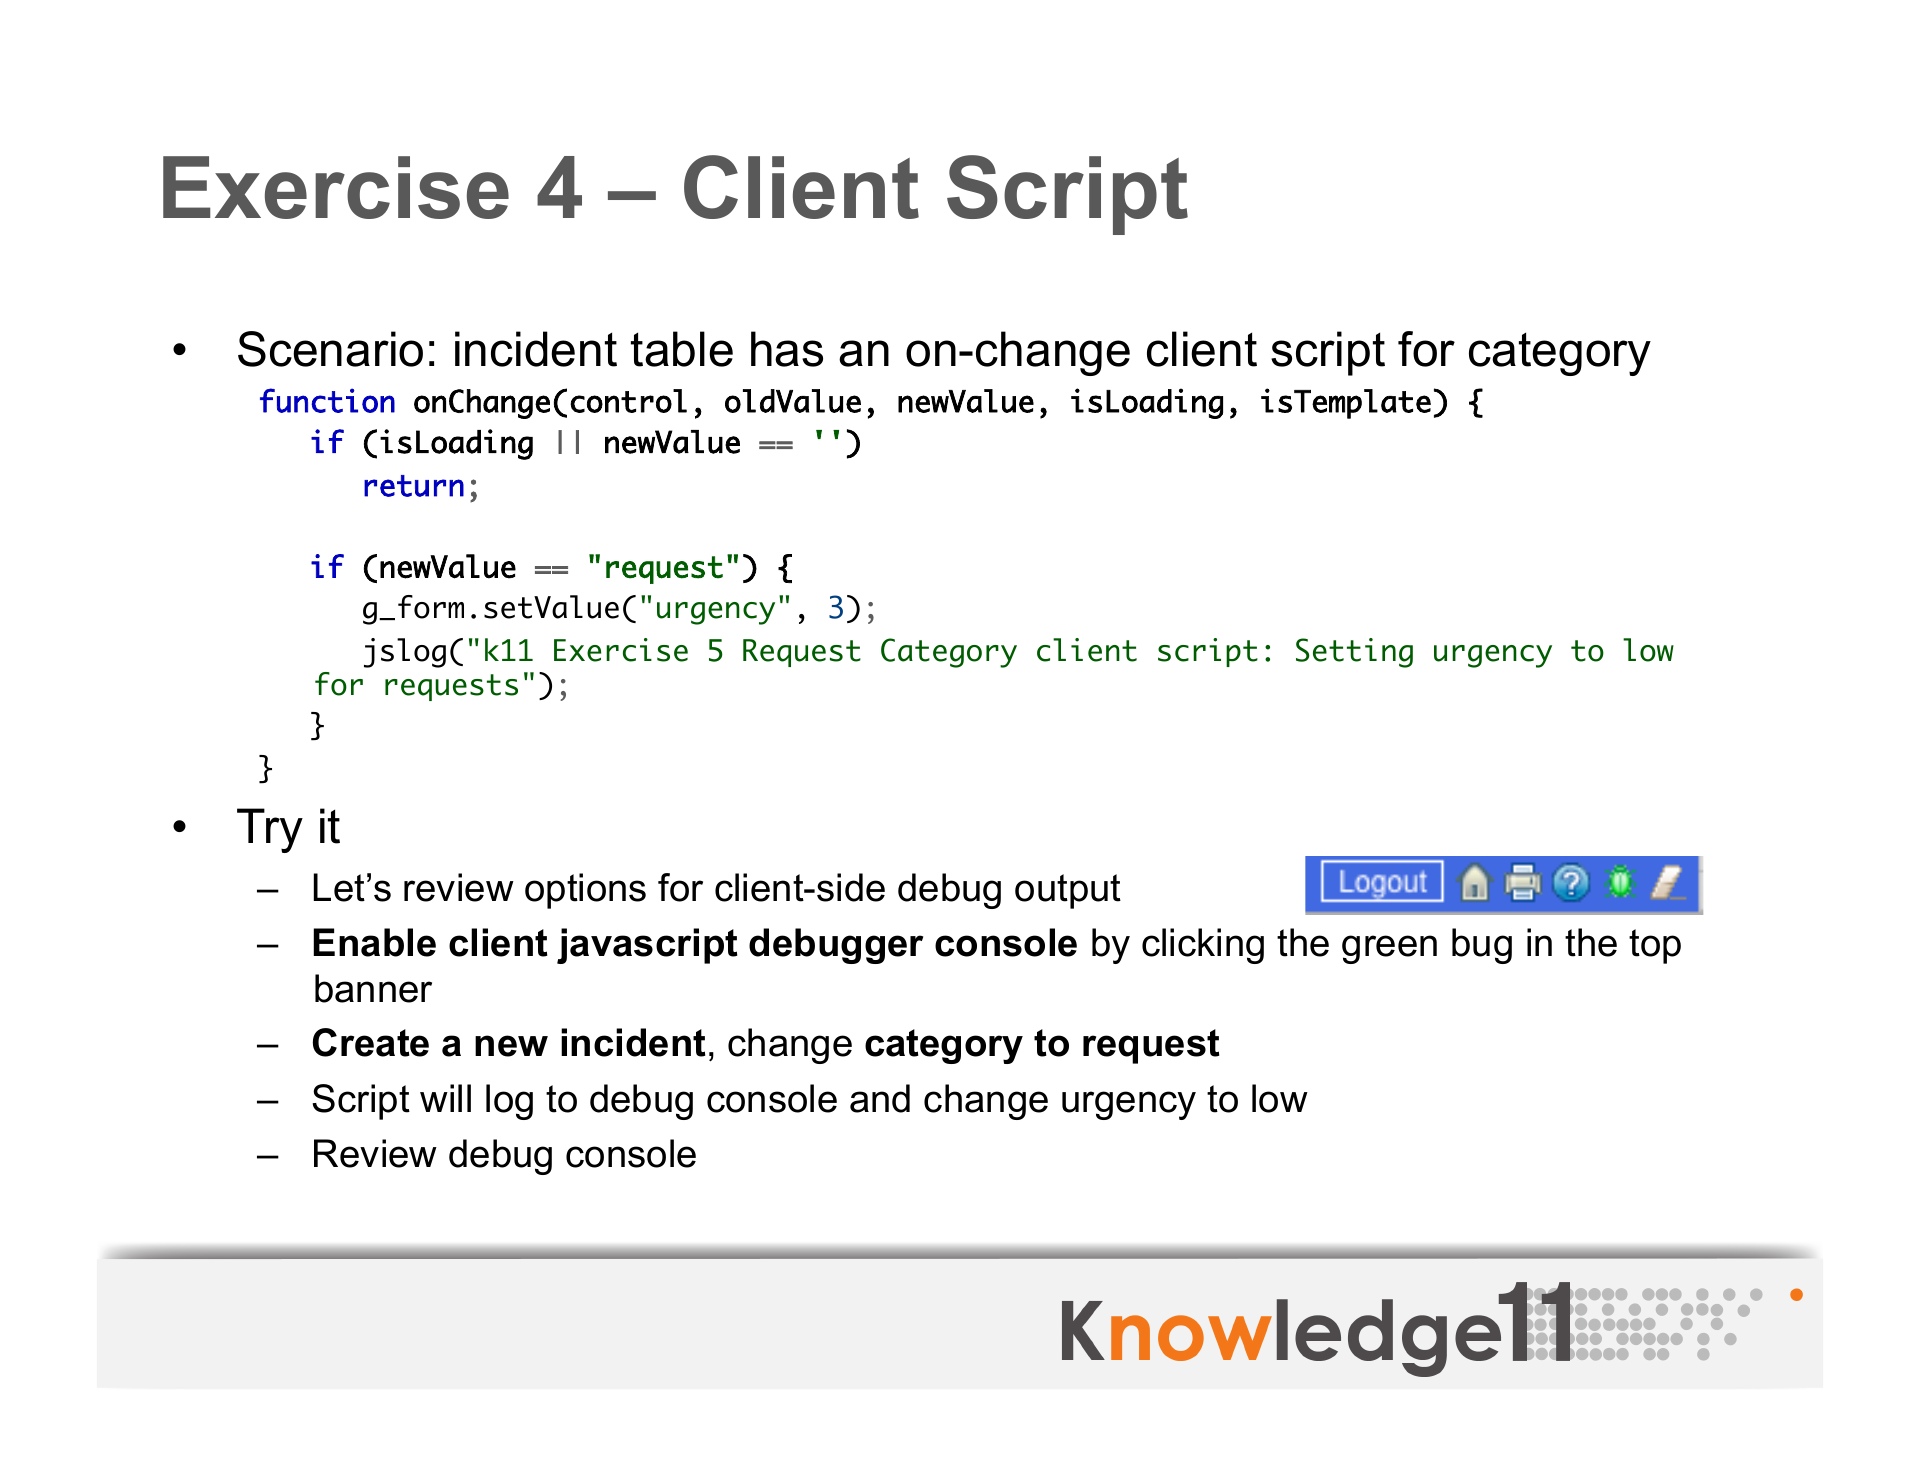 Exercise 4 – Client Script
• Scenario: incident table has an on-change client script for category
function onChange(control, oldValue, newValue, isLoading, isTemplate) {
if (isLoading || newValue == '')
return;
if (newValue == "request") {
g_form.setValue("urgency", 3);
jslog("k11 Exercise 5 Request Category client script: Setting urgency to low
for requests");
}
}
• Try it
– Let’s review options for client-side debug output
Logout
– Enable client javascript debugger console by clicking the green bug in the top
banner
– Create a new incident, change category to request
– Script will log to debug console and change urgency to low
– Review debug console
Knowledge11